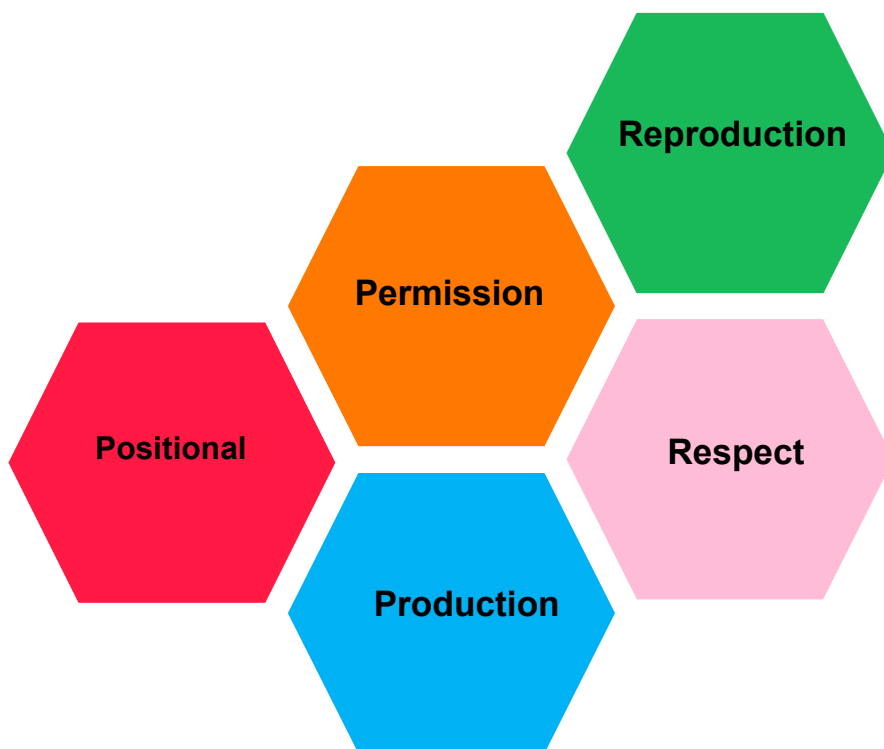 Reproduction
Permission
Positional
Respect
Production